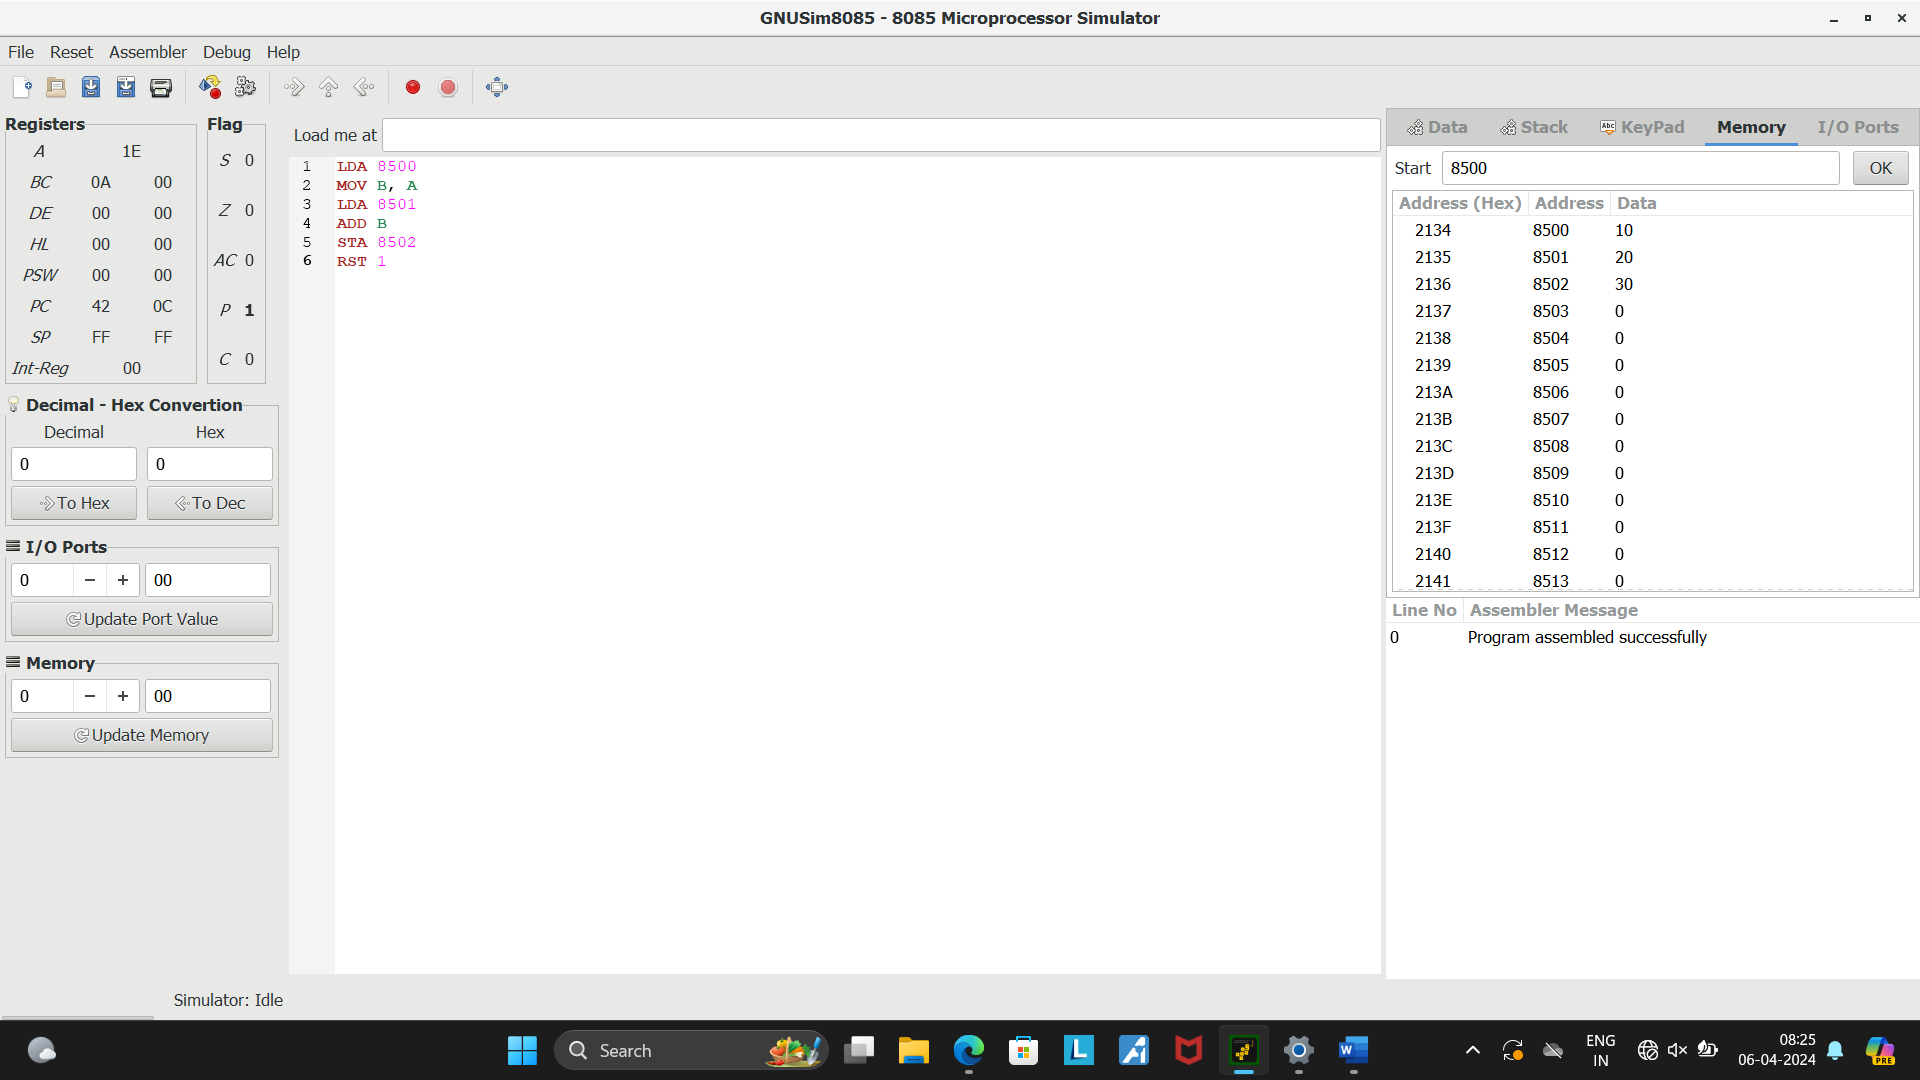 GNUSim8085 - 8085 Microprocessor Simulator
File Reset Assembler Debug Help
Registers
A 1E
BC 0A 00
DE 00 00
HL 00 00
PSW 00 00
PC 42 0C
SP FF FF
Int-Reg 00
Flag
S 0
Z 0
AC 0
P 1
C 0
Decimal - Hex Convertion
Decimal Hex
0 0
To Hex To Dec
I/O Ports
0 − + 00
Update Port Value
Memory
0 − + 00
Update Memory
Load me at
1 LDA 8500
2 MOV B, A
3 LDA 8501
4 ADD B
5 STA 8502
6 RST 1
Data Stack Abc KeyPad Memory I/O Ports
Start 8500 OK
Address (Hex) Address Data
2134 8500 10
2135 8501 20
2136 8502 30
2137 8503 0
2138 8504 0
2139 8505 0
213A 8506 0
213B 8507 0
213C 8508 0
213D 8509 0
213E 8510 0
213F 8511 0
2140 8512 0
2141 8513 0
Line No Assembler Message
0 Program assembled successfully
Simulator: Idle
Search
L
W
ENG
IN
08:25
06-04-2024
PRE